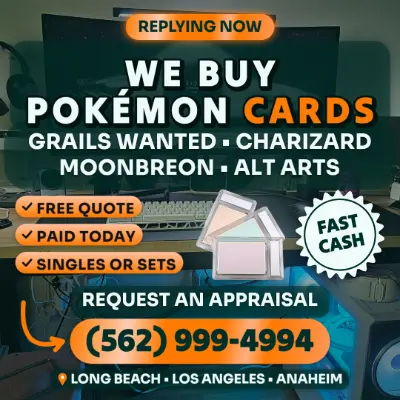 REPLYING NOW
WE BUY
POKÉMON CARDS
GRAILS WANTED ▪ CHARIZARD
MOONBREON ▪ ALT ARTS
✓ FREE QUOTE
✓ PAID TODAY
✓ SINGLES OR SETS
FAST
CASH
REQUEST AN APPRAISAL
(562) 999-4994
LONG BEACH ▪ LOS ANGELES ▪ ANAHEIM